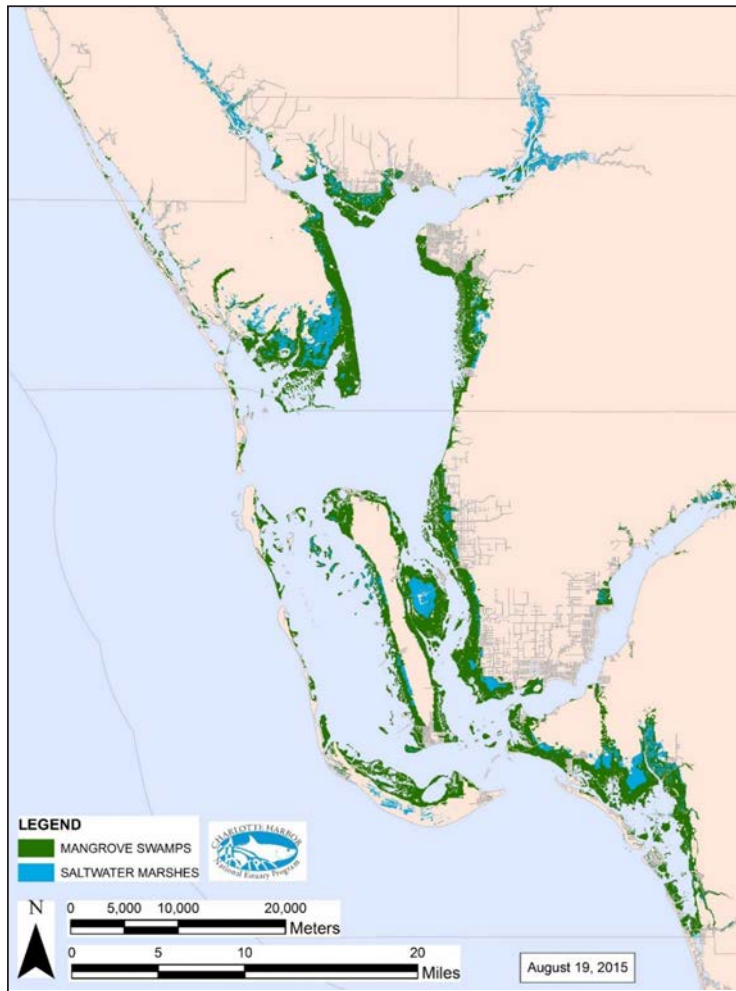 LEGEND
MANGROVE SWAMPS
SALTWATER MARSHES
CHARLOTTE HARBOR
National Estuary Program
N
0 5,000 10,000 20,000
Meters
0 5 10 20
Miles
August 19, 2015